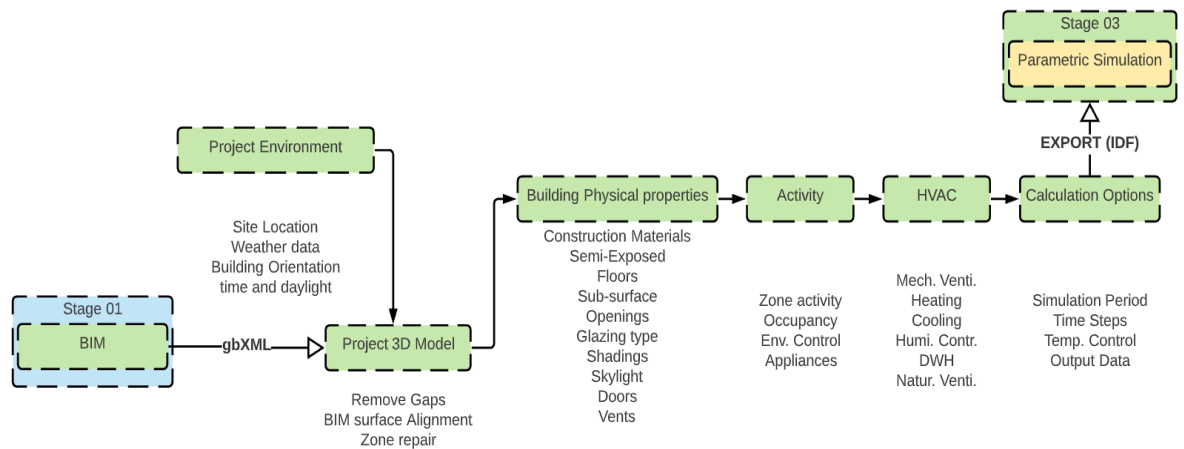 Stage 03
Parametric Simulation
EXPORT (IDF)
Project Environment
Site Location
Weather data
Building Orientation
time and daylight
Stage 01
BIM
gbXML
Project 3D Model
Remove Gaps
BIM surface Alignment
Zone repair
Building Physical properties
Construction Materials
Semi-Exposed
Floors
Sub-surface
Openings
Glazing type
Shadings
Skylight
Doors
Vents
Activity
Zone activity
Occupancy
Env. Control
Appliances
HVAC
Mech. Venti.
Heating
Cooling
Humi. Contr.
DWH
Natur. Venti.
Calculation Options
Simulation Period
Time Steps
Temp. Control
Output Data